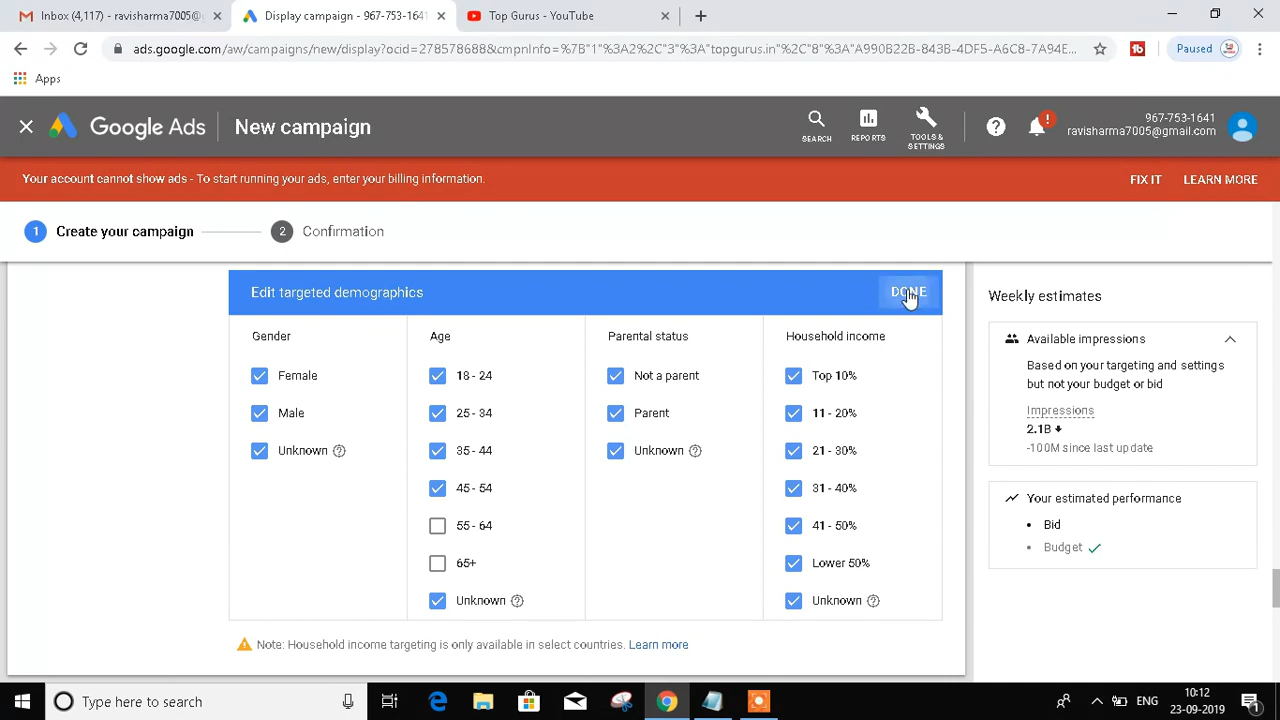 Inbox (4,117) - ravisharma7005@g
Display campaign - 967-753-1641
Top Gurus - YouTube
ads.google.com/aw/campaigns/new/display?ocid=278578688&cmpnInfo=%7B"1"%3A2%2C"3"%3A"topgurus.in"%2C"8"%3A"A990B22B-843B-4DF5-A6C8-7A94E...
Paused
Apps
Google Ads
New campaign
SEARCH
REPORTS
TOOLS & SETTINGS
967-753-1641
ravisharma7005@gmail.com
Your account cannot show ads - To start running your ads, enter your billing information.
FIX IT
LEARN MORE
1 Create your campaign
2 Confirmation
Edit targeted demographics
DONE
Gender
Female
Male
Unknown
Age
18 - 24
25 - 34
35 - 44
45 - 54
55 - 64
65+
Unknown
Parental status
Not a parent
Parent
Unknown
Household income
Top 10%
11 - 20%
21 - 30%
31 - 40%
41 - 50%
Lower 50%
Unknown
Note: Household income targeting is only available in select countries. Learn more
Weekly estimates
Available impressions
Based on your targeting and settings
but not your budget or bid
Impressions
2.1B
-100M since last update
Your estimated performance
Bid
Budget
Type here to search
ENG
10:12
23-09-2019